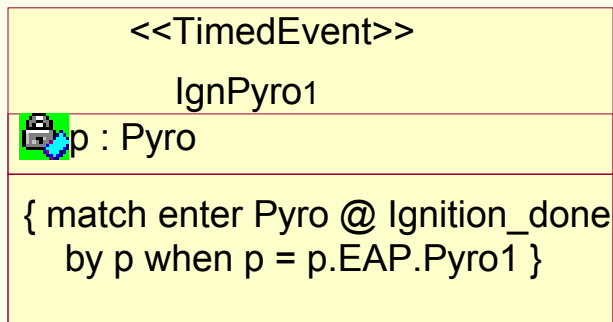 <<TimedEvent>>
IgnPyro1
p : Pyro
{ match enter Pyro @ Ignition_done
by p when p = p.EAP.Pyro1 }